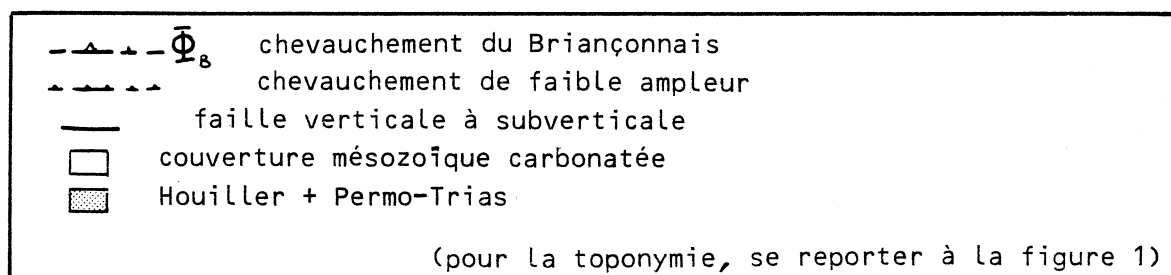 ΦB chevauchement du Briançonnais
chevauchement de faible ampleur
faille verticale à subverticale
couverture mésozoïque carbonatée
Houiller + Permo-Trias
(pour la toponymie, se reporter à la figure 1)